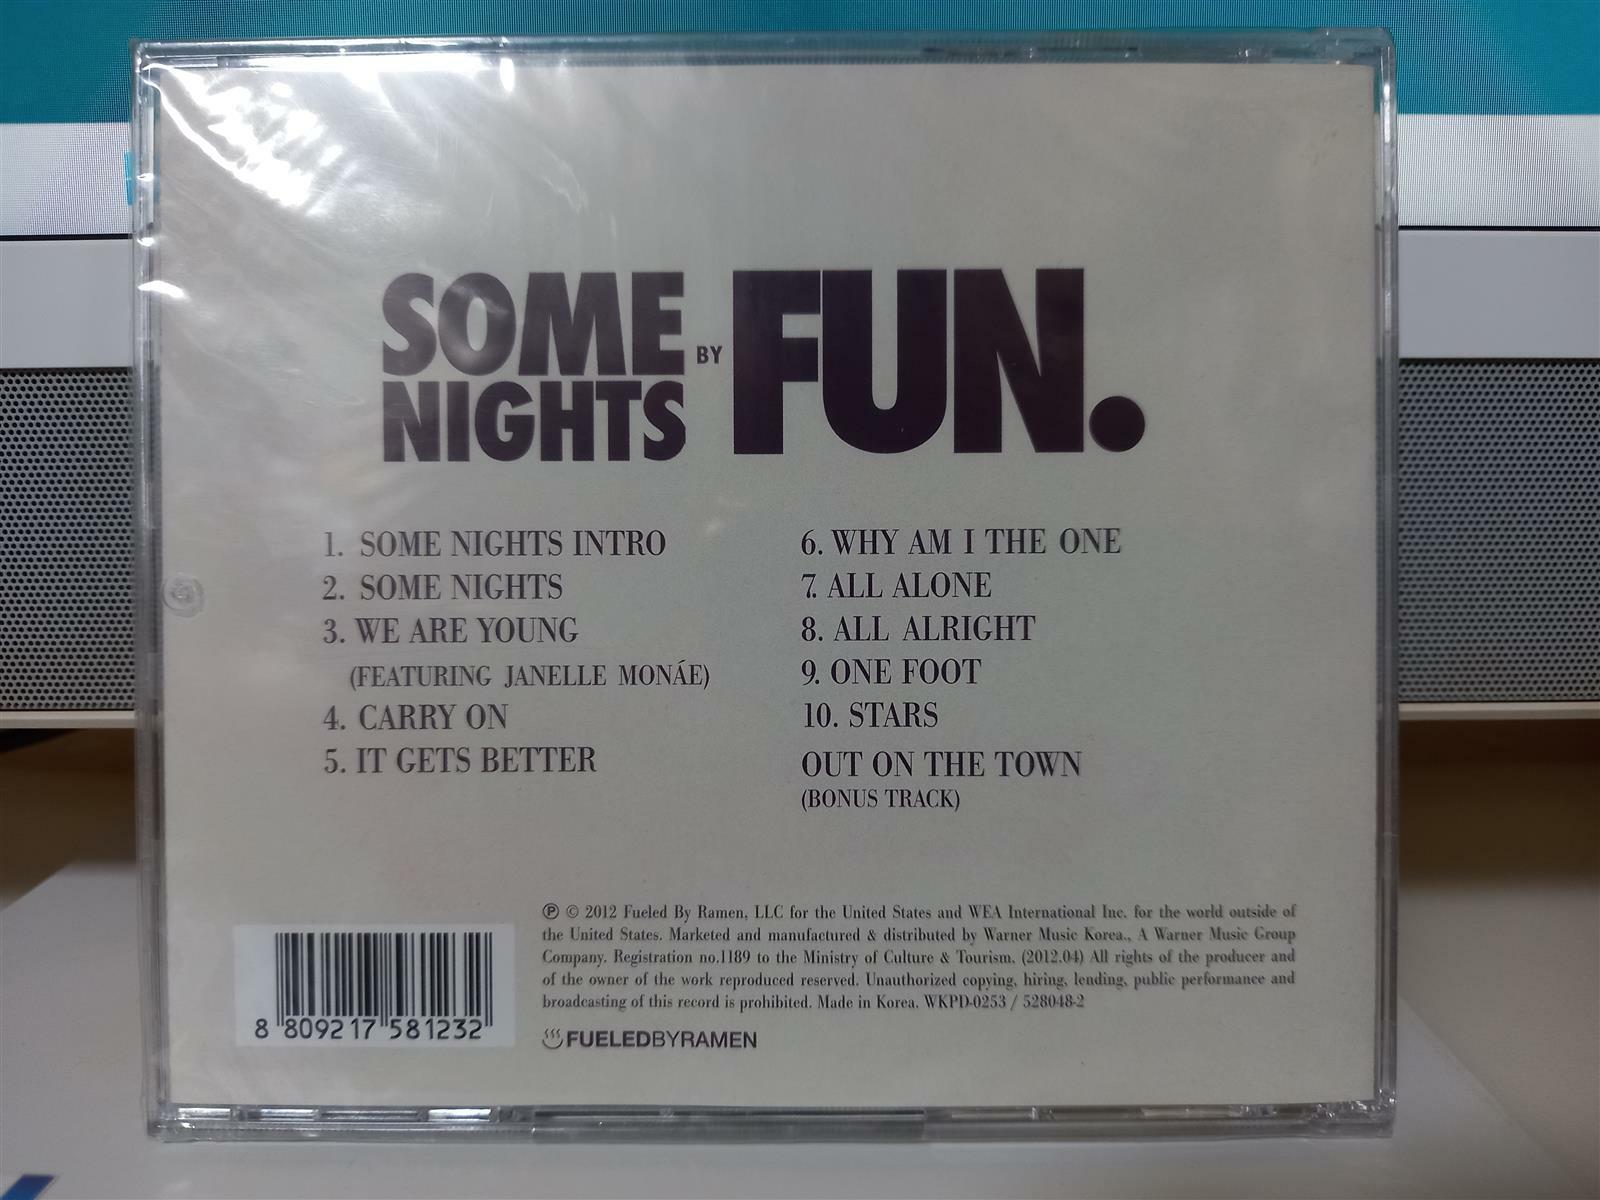 SOME
NIGHTS
BY
FUN.
1. SOME NIGHTS INTRO
2. SOME NIGHTS
3. WE ARE YOUNG
(FEATURING JANELLE MONÁE)
4. CARRY ON
5. IT GETS BETTER
6. WHY AM I THE ONE
7. ALL ALONE
8. ALL ALRIGHT
9. ONE FOOT
10. STARS
OUT ON THE TOWN
(BONUS TRACK)
℗ © 2012 Fueled By Ramen, LLC for the United States and WEA International Inc. for the world outside of
the United States. Marketed and manufactured & distributed by Warner Music Korea., A Warner Music Group
Company. Registration no.1189 to the Ministry of Culture & Tourism. (2012.04) All rights of the producer and
of the owner of the work reproduced reserved. Unauthorized copying, hiring, lending, public performance and
broadcasting of this record is prohibited. Made in Korea. WKPD-0253 / 528048-2
8 809217 581232
FUELEDBYRAMEN